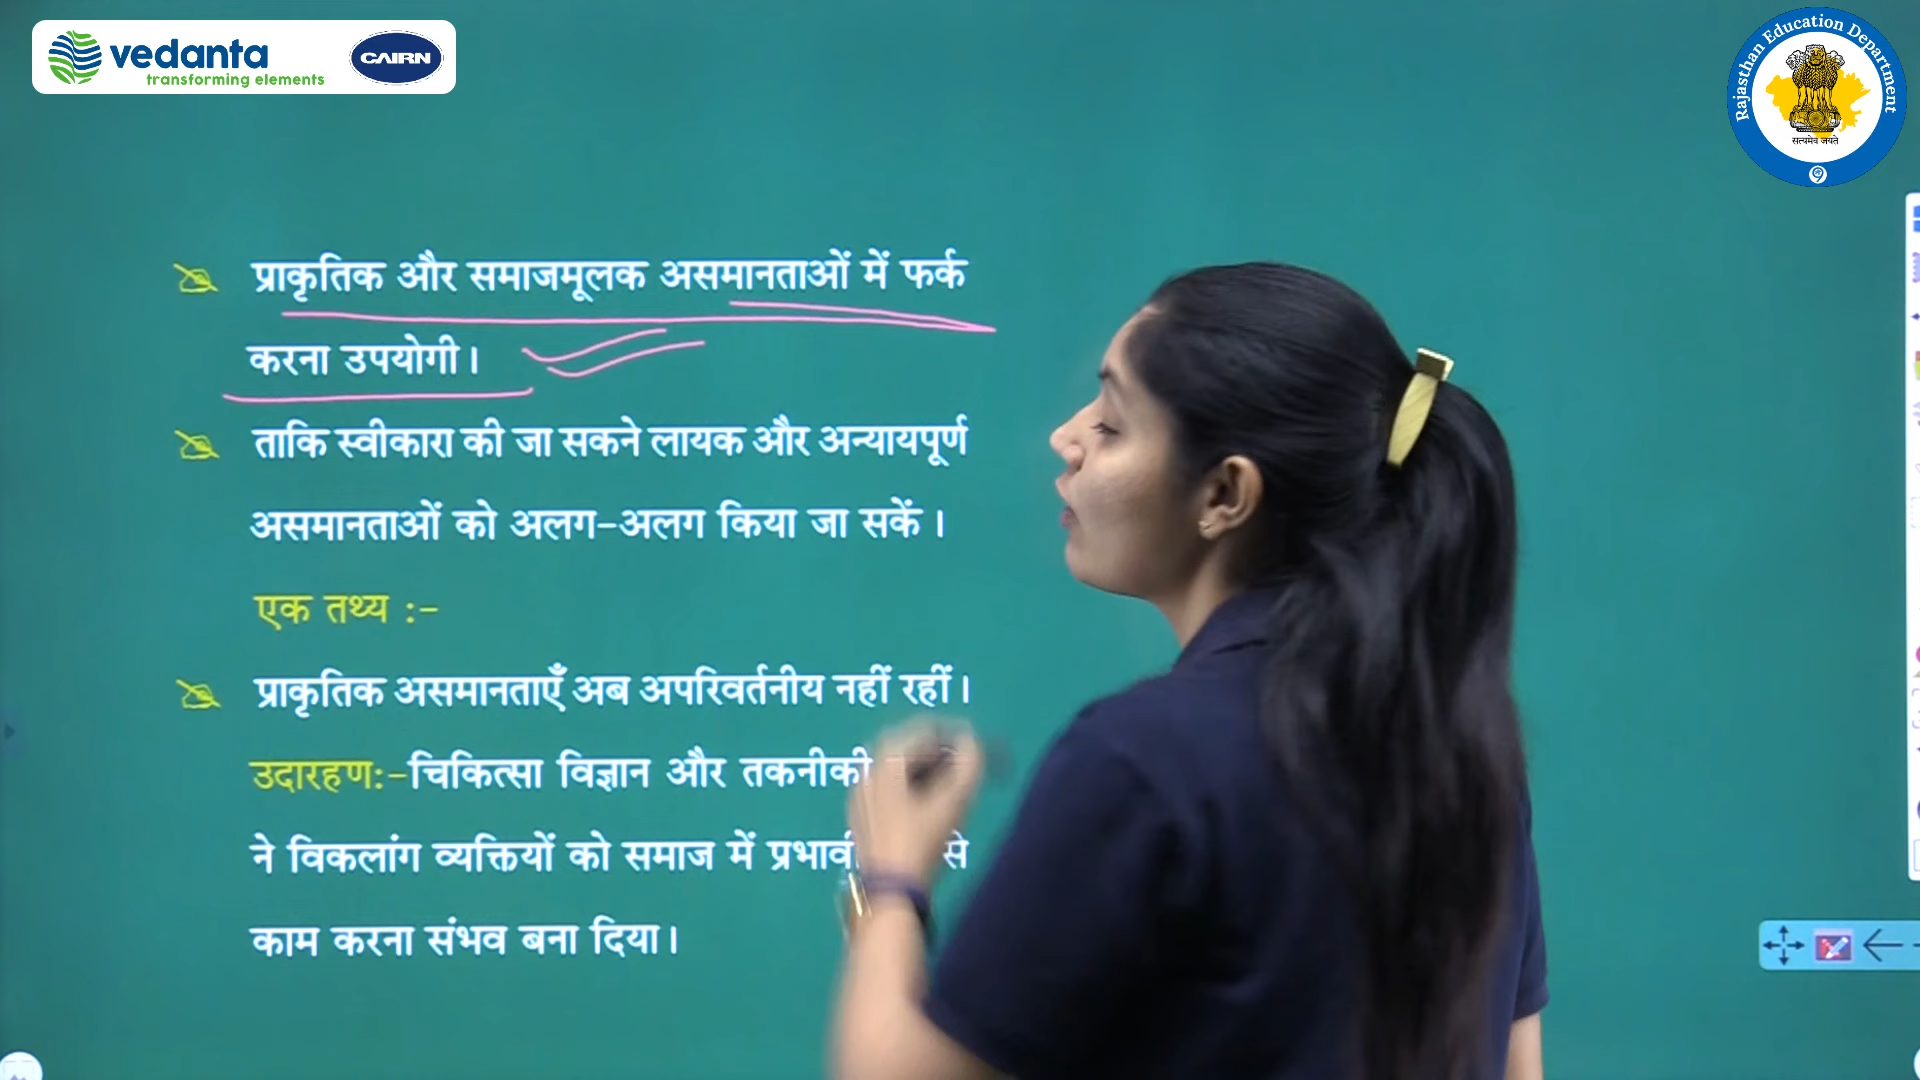 vedanta
transforming elements
CAIRN
Rajasthan Education Department
सत्यमेव जयते
प्राकृतिक और समाजमूलक असमानताओं में फर्क
करना उपयोगी।
ताकि स्वीकारा की जा सकने लायक और अन्यायपूर्ण
असमानताओं को अलग-अलग किया जा सकें।
एक तथ्य :-
प्राकृतिक असमानताएँ अब अपरिवर्तनीय नहीं रहीं।
उदारहण:-चिकित्सा विज्ञान और तकनीकी
ने विकलांग व्यक्तियों को समाज में से
काम करना संभव बना दिया।